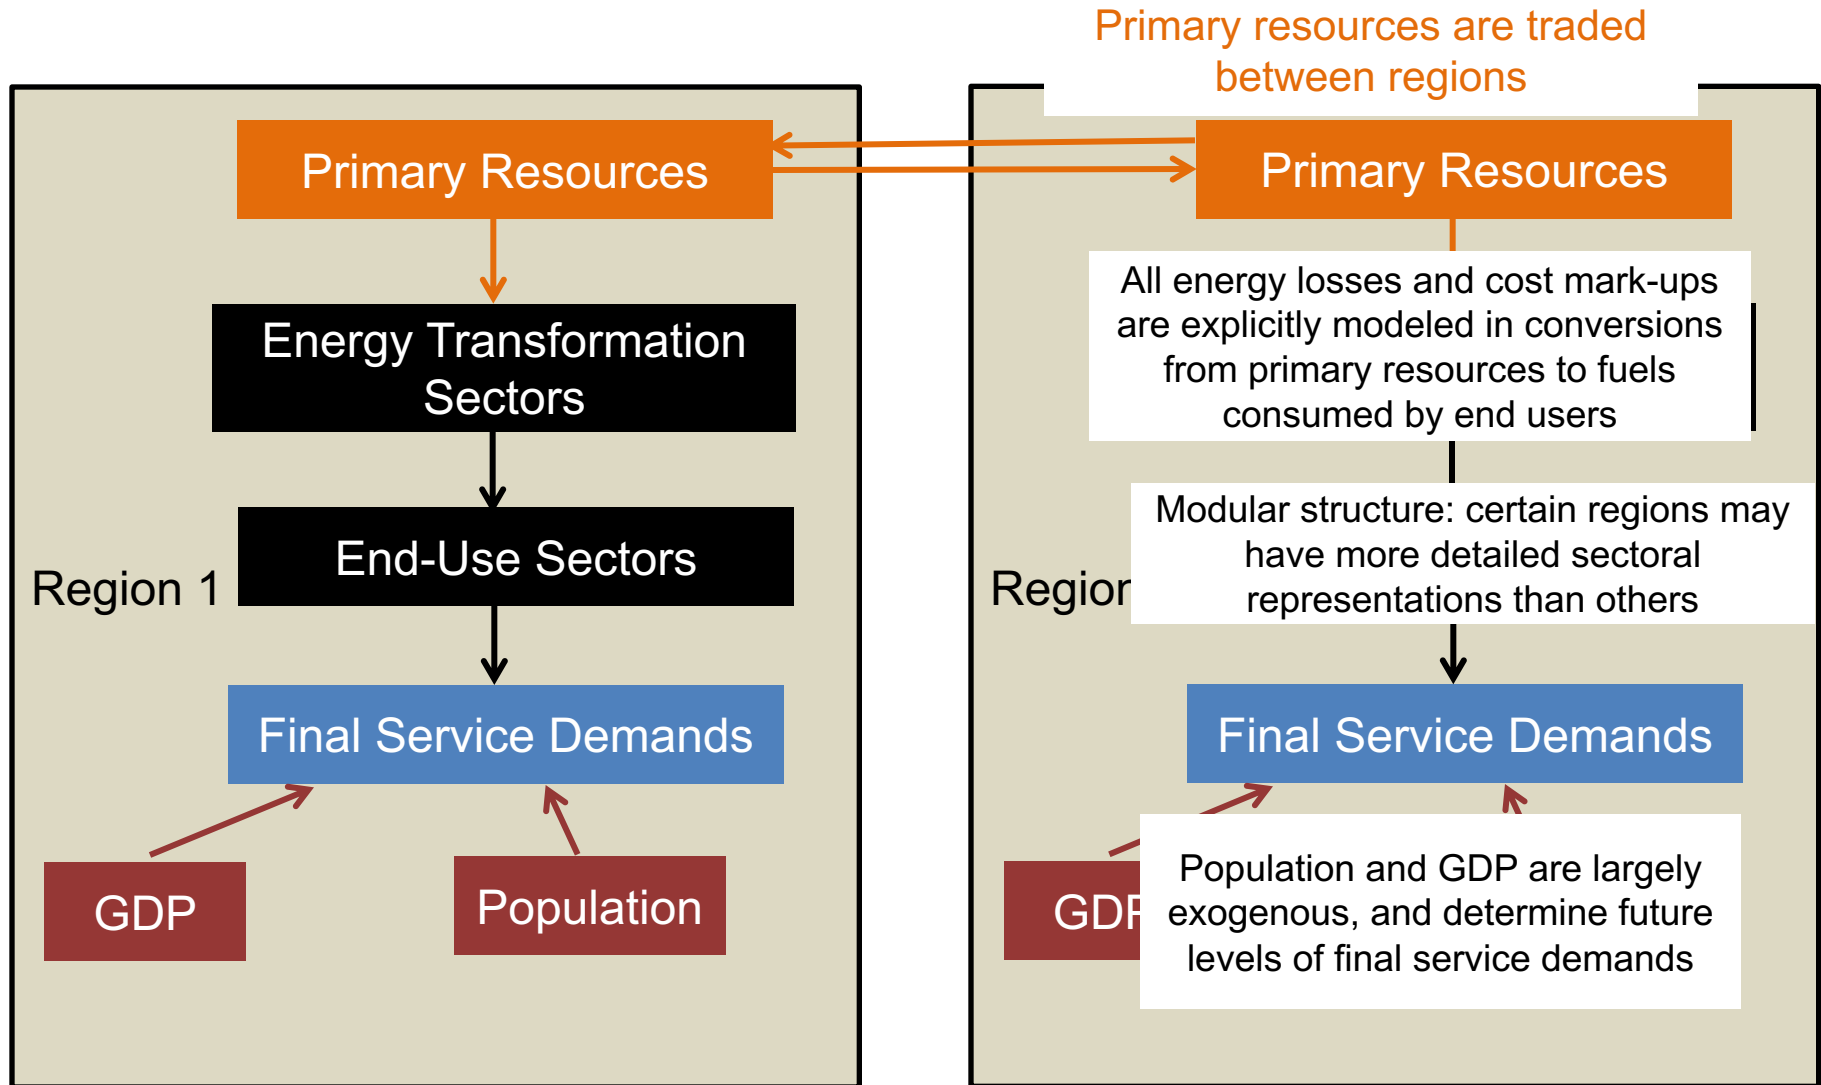 Primary resources are traded
between regions
Primary Resources
Energy Transformation
Sectors
End-Use Sectors
Region 1
Final Service Demands
GDP
Population
Primary Resources
All energy losses and cost mark-ups
are explicitly modeled in conversions
from primary resources to fuels
consumed by end users
Modular structure: certain regions may
have more detailed sectoral
representations than others
Region
Final Service Demands
GDP
Population and GDP are largely
exogenous, and determine future
levels of final service demands